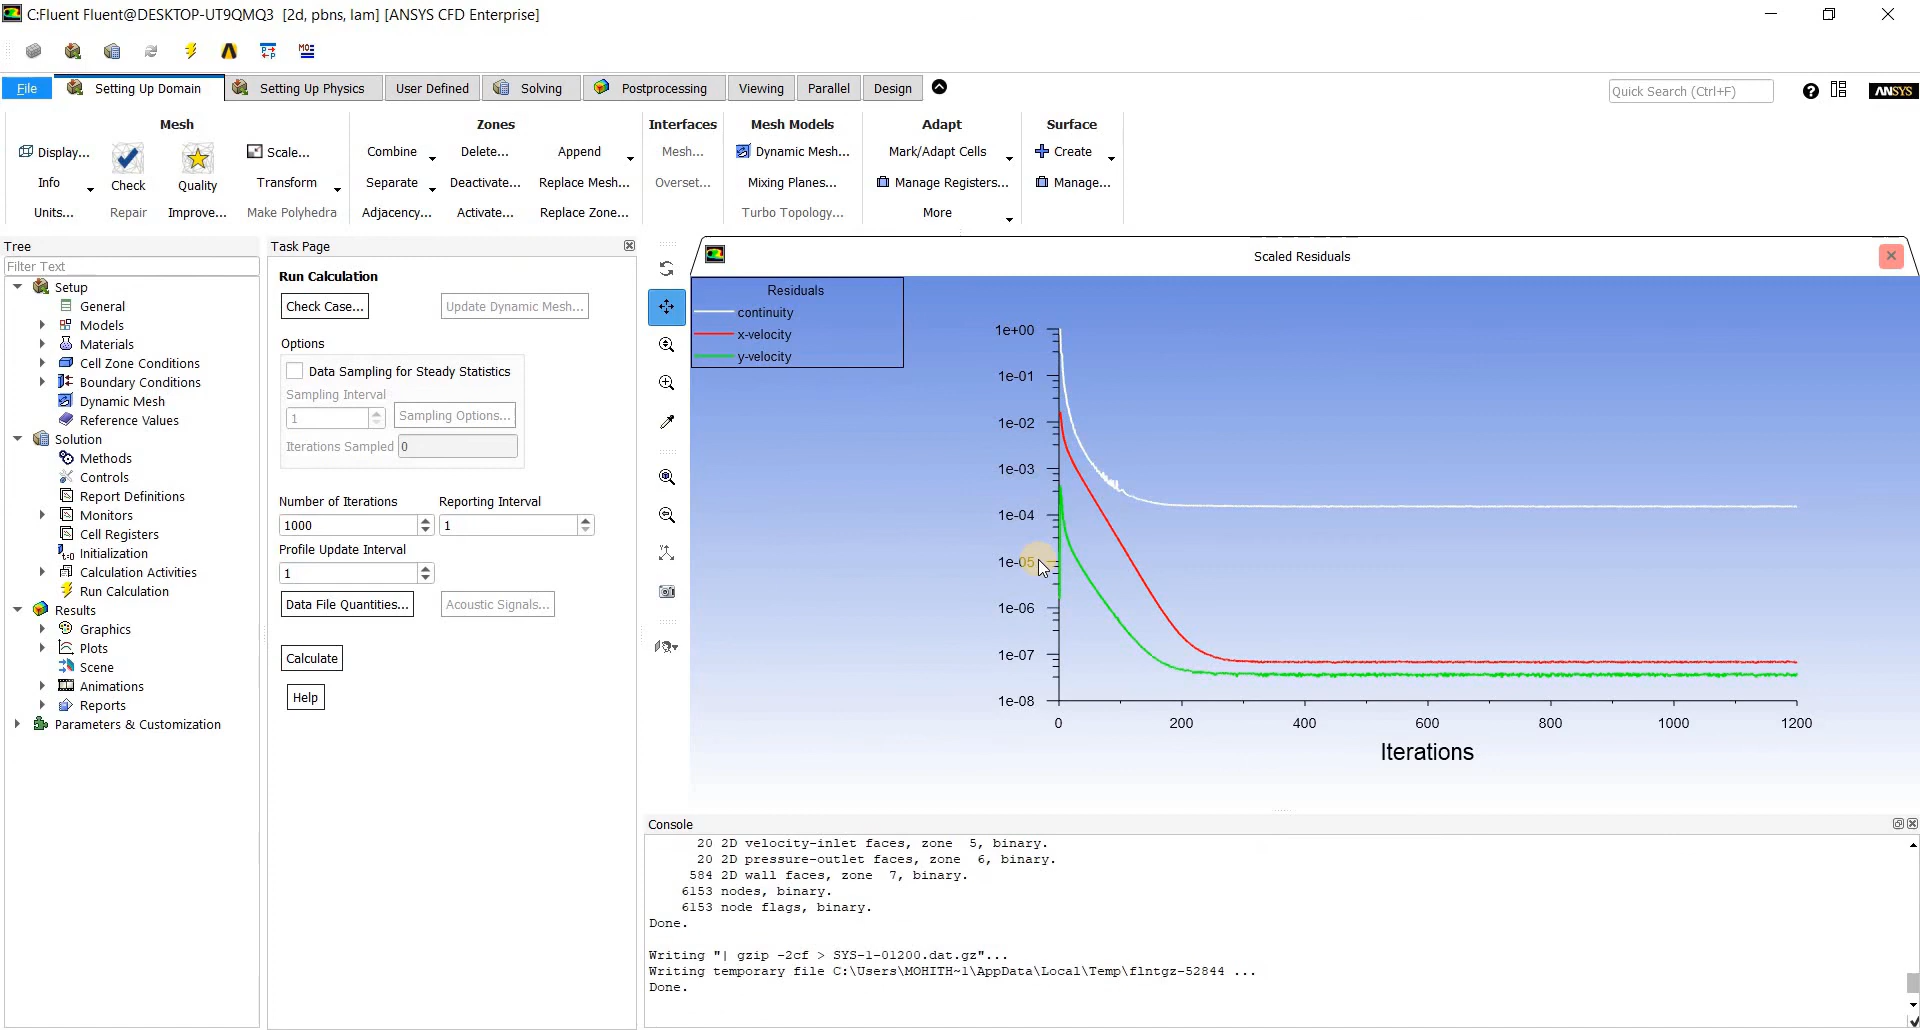 C:Fluent Fluent@DESKTOP-UT9QMQ3 [2d, pbns, lam] [ANSYS CFD Enterprise]
File Setting Up Domain Setting Up Physics User Defined Solving Postprocessing Viewing Parallel Design Quick Search (Ctrl+F) ANSYS
Mesh Zones Interfaces Mesh Models Adapt Surface
Display... Scale... Combine Delete... Append Mesh... Dynamic Mesh... Mark/Adapt Cells Create
Info Check Quality Transform Separate Deactivate... Replace Mesh... Overset... Mixing Planes... Manage Registers... Manage...
Units... Repair Improve... Make Polyhedra Adjacency... Activate... Replace Zone... Turbo Topology... More
Tree
Filter Text
Setup
General
Models
Materials
Cell Zone Conditions
Boundary Conditions
Dynamic Mesh
Reference Values
Solution
Methods
Controls
Report Definitions
Monitors
Cell Registers
Initialization
Calculation Activities
Run Calculation
Results
Graphics
Plots
Scene
Animations
Reports
Parameters & Customization
Task Page
Run Calculation
Check Case... Update Dynamic Mesh...
Options
Data Sampling for Steady Statistics
Sampling Interval
1 Sampling Options...
Iterations Sampled 0
Number of Iterations Reporting Interval
1000 1
Profile Update Interval
1
Data File Quantities... Acoustic Signals...
Calculate
Help
Scaled Residuals
Residuals
continuity
x-velocity
y-velocity
1e+00
1e-01
1e-02
1e-03
1e-04
1e-05
1e-06
1e-07
1e-08
0 200 400 600 800 1000 1200
Iterations
Console
20 2D velocity-inlet faces, zone 5, binary.
20 2D pressure-outlet faces, zone 6, binary.
584 2D wall faces, zone 7, binary.
6153 nodes, binary.
6153 node flags, binary.
Done.
Writing "| gzip -2cf > SYS-1-01200.dat.gz"...
Writing temporary file C:\Users\MOHITH~1\AppData\Local\Temp\flntgz-52844 ...
Done.